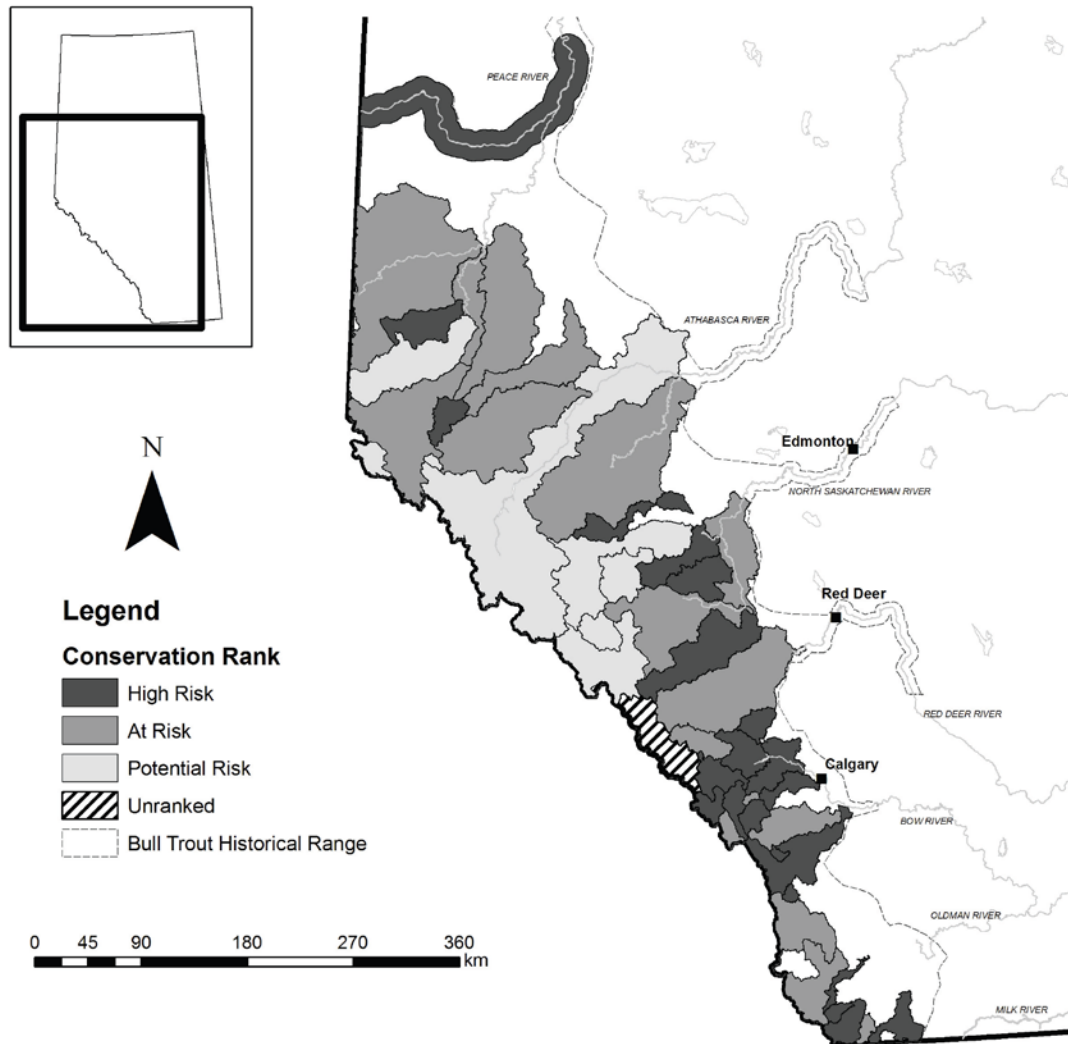 PEACE RIVER
ATHABASCA RIVER
Edmonton
NORTH SASKATCHEWAN RIVER
N
Red Deer
Legend
Conservation Rank
High Risk
At Risk
Potential Risk
Unranked
Bull Trout Historical Range
RED DEER RIVER
Calgary
BOW RIVER
OLDMAN RIVER
0 45 90 180 270 360
km
MILK RIVER